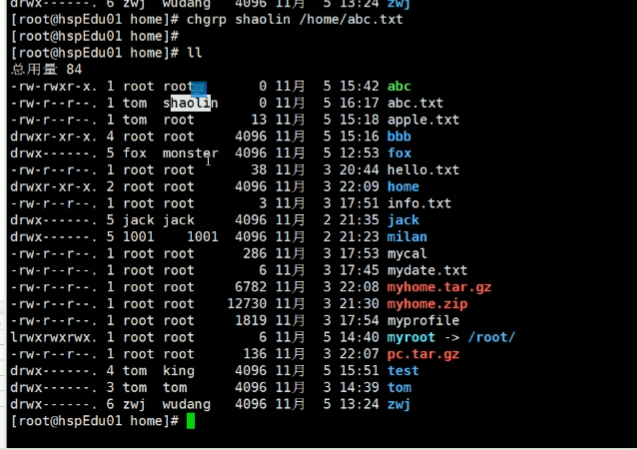 drwx------. 6 zwj  wudang   4096 11月  5 13:24 zwj
[root@hspEdu01 home]# chgrp shaolin /home/abc.txt
[root@hspEdu01 home]#
[root@hspEdu01 home]# ll
总用量 84
-rw-rwxr-x. 1 root root        0 11月  5 15:42 abc
-rw-r--r--. 1 tom  shaolin     0 11月  5 16:17 abc.txt
-rw-r--r--. 1 tom  root       13 11月  5 15:18 apple.txt
drwxr-xr-x. 4 root root     4096 11月  5 15:16 bbb
drwx------. 5 fox  monster  4096 11月  5 12:53 fox
-rw-r--r--. 1 root root       38 11月  3 20:44 hello.txt
drwxr-xr-x. 2 root root     4096 11月  3 22:09 home
-rw-r--r--. 1 root root        3 11月  3 17:51 info.txt
drwx------. 5 jack jack     4096 11月  2 21:35 jack
drwx------. 5 1001    1001  4096 11月  2 21:23 milan
-rw-r--r--. 1 root root      286 11月  3 17:53 mycal
-rw-r--r--. 1 root root        6 11月  3 17:45 mydate.txt
-rw-r--r--. 1 root root     6782 11月  3 22:08 myhome.tar.gz
-rw-r--r--. 1 root root    12730 11月  3 21:30 myhome.zip
-rw-r--r--. 1 root root     1819 11月  3 17:54 myprofile
lrwxrwxrwx. 1 root root        6 11月  5 14:40 myroot -> /root/
-rw-r--r--. 1 root root      136 11月  3 22:07 pc.tar.gz
drwx------. 4 tom  king     4096 11月  5 15:51 test
drwx------. 3 tom  tom      4096 11月  3 14:39 tom
drwx------. 6 zwj  wudang   4096 11月  5 13:24 zwj
[root@hspEdu01 home]#